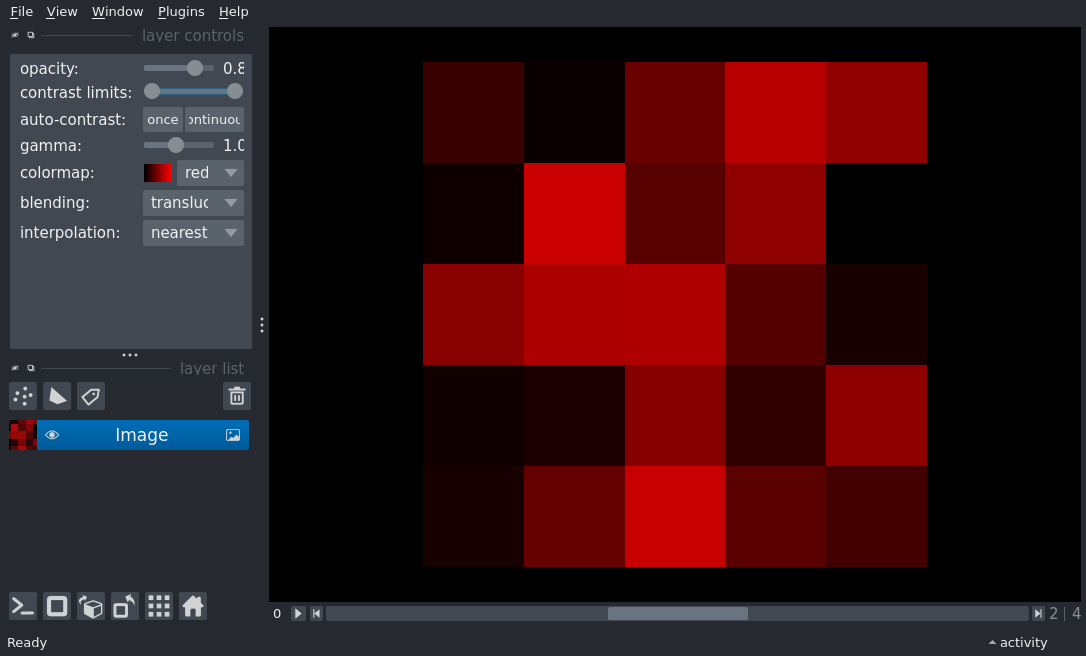 File View Window Plugins Help
layer controls
opacity: 0.8
contrast limits:
auto-contrast: once ontinuou
gamma: 1.0
colormap: red
blending: transluc
interpolation: nearest
layer list
Image
0 2 | 4
Ready activity